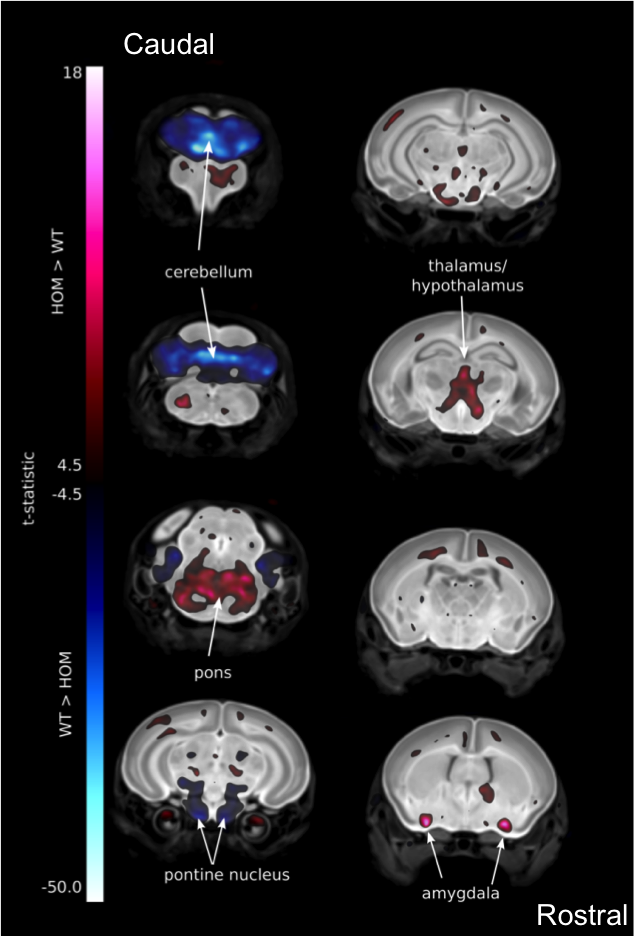 Caudal
18
HOM > WT
4.5
-4.5
t-statistic
WT > HOM
-50.0
cerebellum
pons
pontine nucleus
thalamus/
hypothalamus
amygdala
Rostral